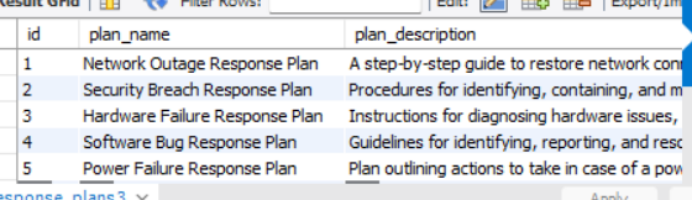 Result Grid Filter Rows: Edit: Export/Im
id plan_name plan_description
1 Network Outage Response Plan A step-by-step guide to restore network con
2 Security Breach Response Plan Procedures for identifying, containing, and m
3 Hardware Failure Response Plan Instructions for diagnosing hardware issues,
4 Software Bug Response Plan Guidelines for identifying, reporting, and reso
5 Power Failure Response Plan Plan outlining actions to take in case of a pow
esponse_plans3 Apply